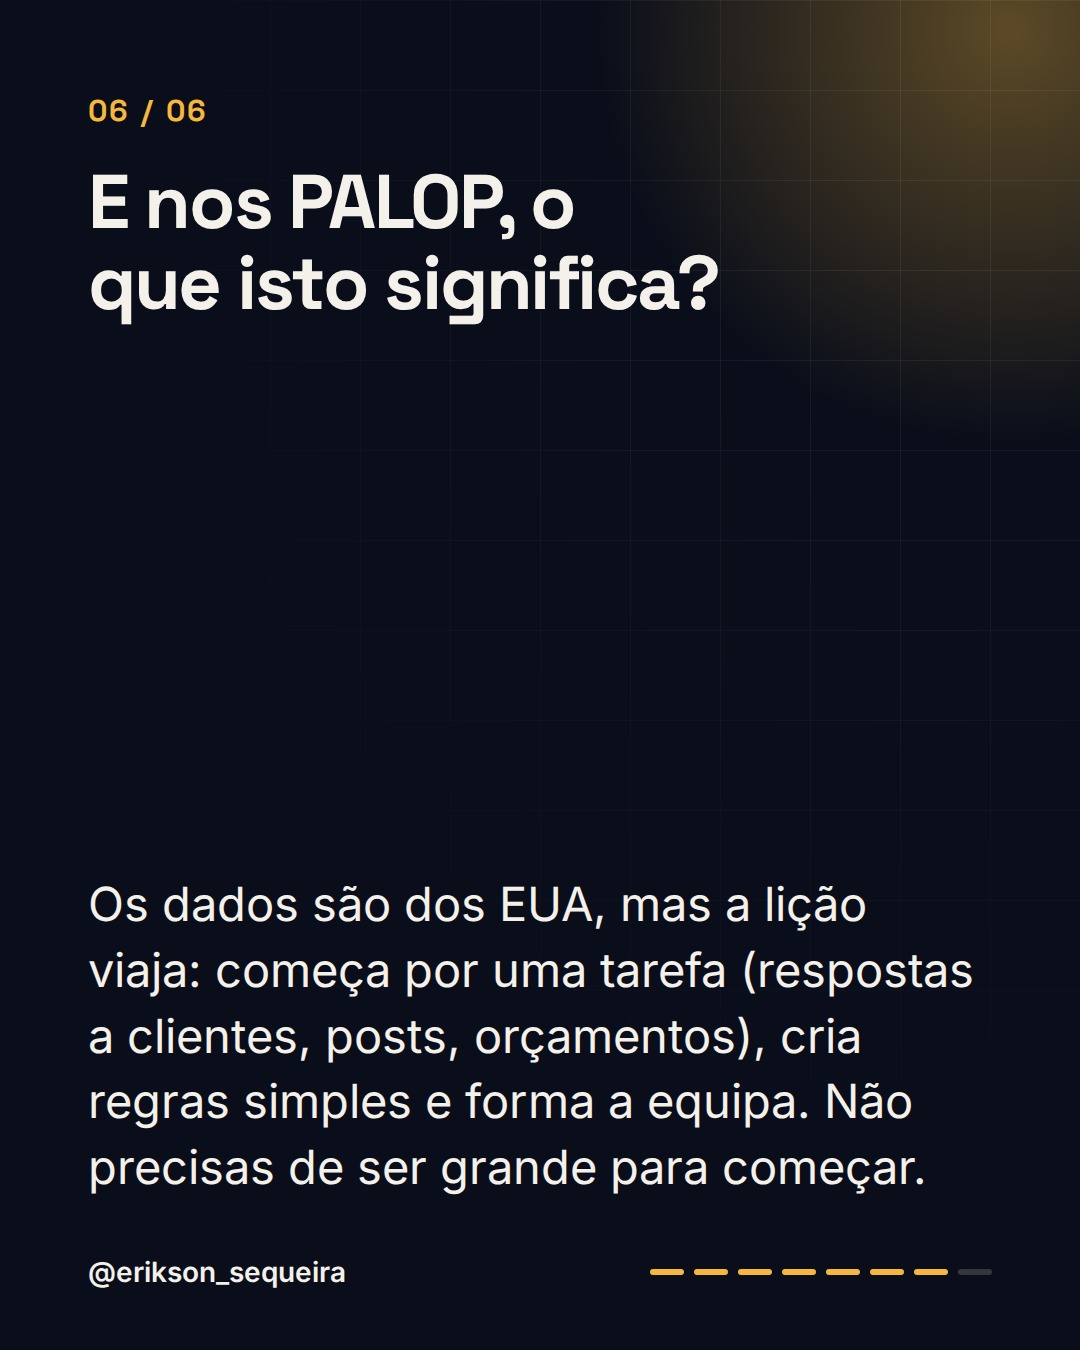 06 / 06
E nos PALOP, o
que isto significa?
Os dados são dos EUA, mas a lição
viaja: começa por uma tarefa (respostas
a clientes, posts, orçamentos), cria
regras simples e forma a equipa. Não
precisas de ser grande para começar.
@erikson_sequeira